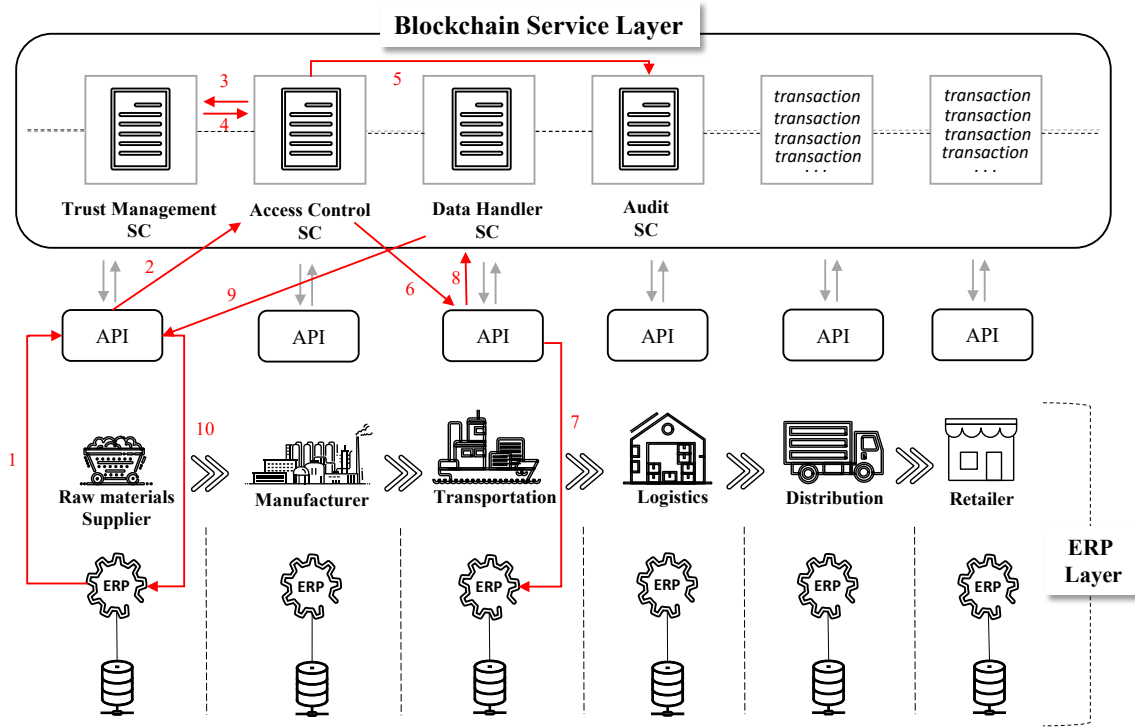 Blockchain Service Layer
3
4
5
transaction
transaction
transaction
transaction
. . .
transaction
transaction
transaction
transaction
. . .
Trust Management
SC
Access Control
SC
Data Handler
SC
Audit
SC
2
9
6
8
API
API
API
API
API
API
1
10
7
Raw materials
Supplier
Manufacturer
Transportation
Logistics
Distribution
Retailer
ERP
Layer
ERP
ERP
ERP
ERP
ERP
ERP